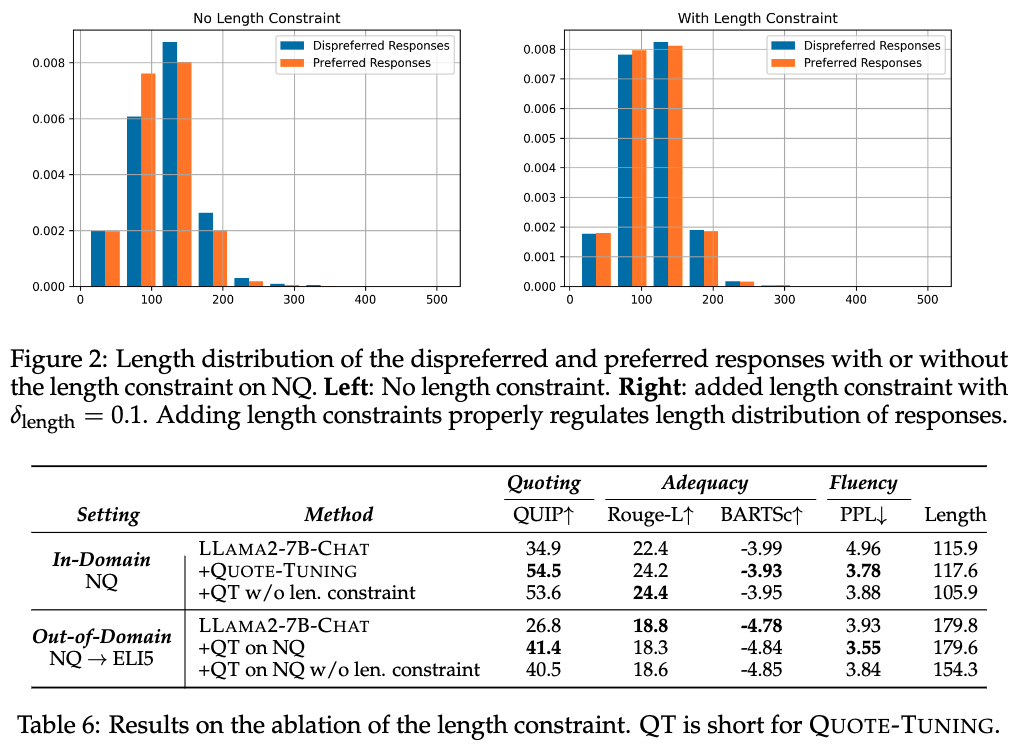 No Length Constraint
Dispreferred Responses
Preferred Responses
0.008
0.006
0.004
0.002
0.000
0 100 200 300 400 500
With Length Constraint
Dispreferred Responses
Preferred Responses
0.008
0.007
0.006
0.005
0.004
0.003
0.002
0.001
0.000
0 100 200 300 400 500
Figure 2: Length distribution of the dispreferred and preferred responses with or without
the length constraint on NQ. Left: No length constraint. Right: added length constraint with
δlength = 0.1. Adding length constraints properly regulates length distribution of responses.
Quoting Adequacy Fluency
Setting Method QUIP↑ Rouge-L↑ BARTSc↑ PPL↓ Length
In-Domain
NQ
LLAMA2-7B-CHAT 34.9 22.4 -3.99 4.96 115.9
+QUOTE-TUNING 54.5 24.2 -3.93 3.78 117.6
+QT w/o len. constraint 53.6 24.4 -3.95 3.88 105.9
Out-of-Domain
NQ → ELI5
LLAMA2-7B-CHAT 26.8 18.8 -4.78 3.93 179.8
+QT on NQ 41.4 18.3 -4.84 3.55 179.6
+QT on NQ w/o len. constraint 40.5 18.6 -4.85 3.84 154.3
Table 6: Results on the ablation of the length constraint. QT is short for QUOTE-TUNING.